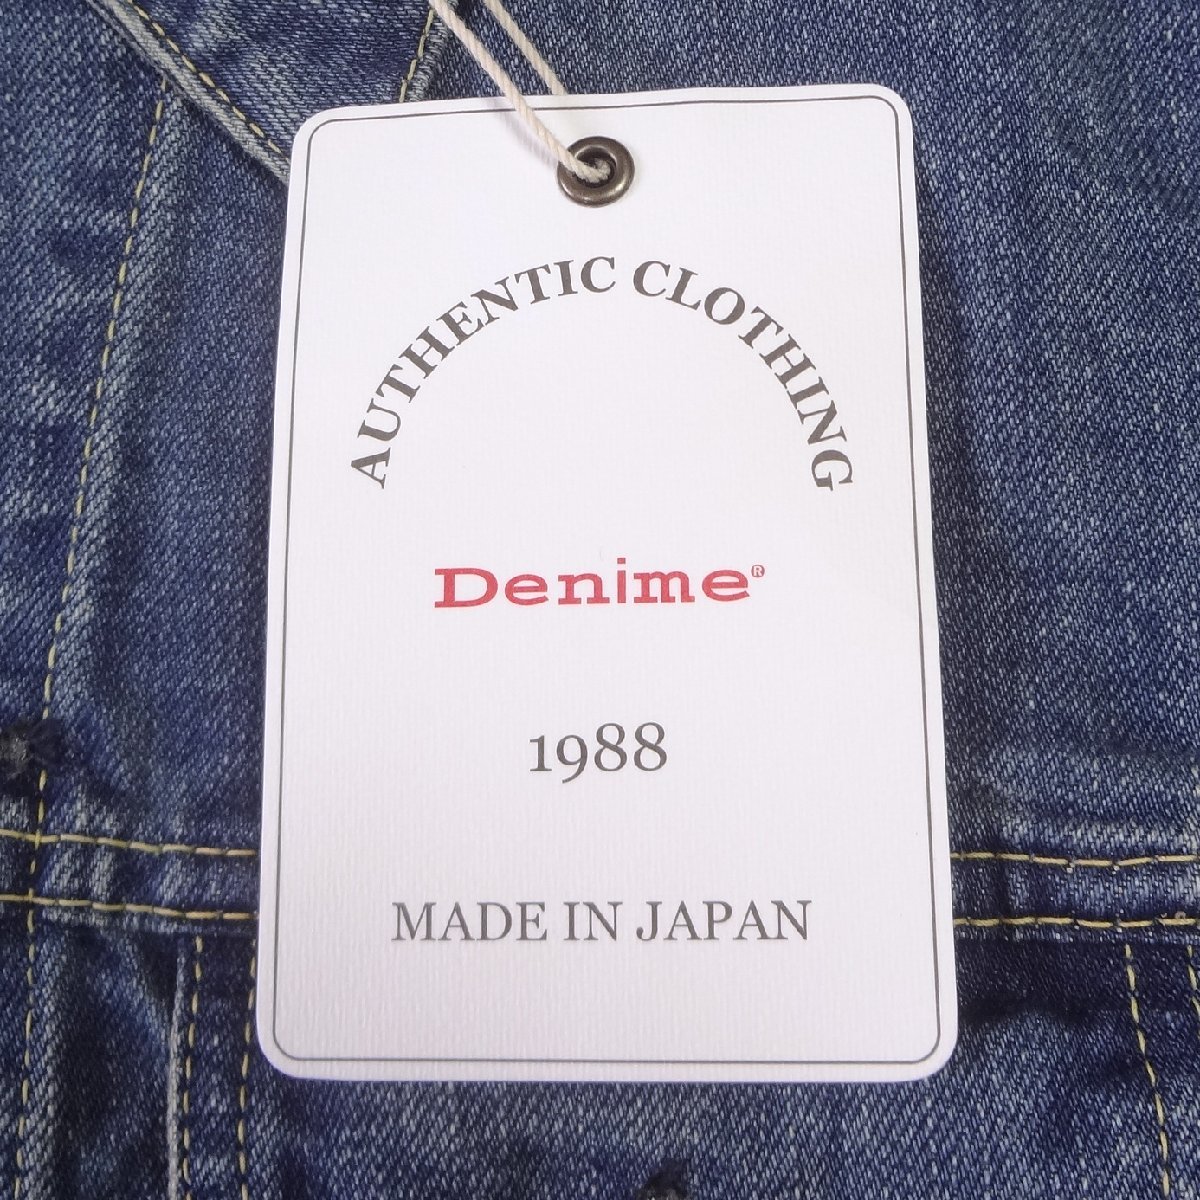 AUTHENTIC CLOTHING
Denime®
1988
MADE IN JAPAN